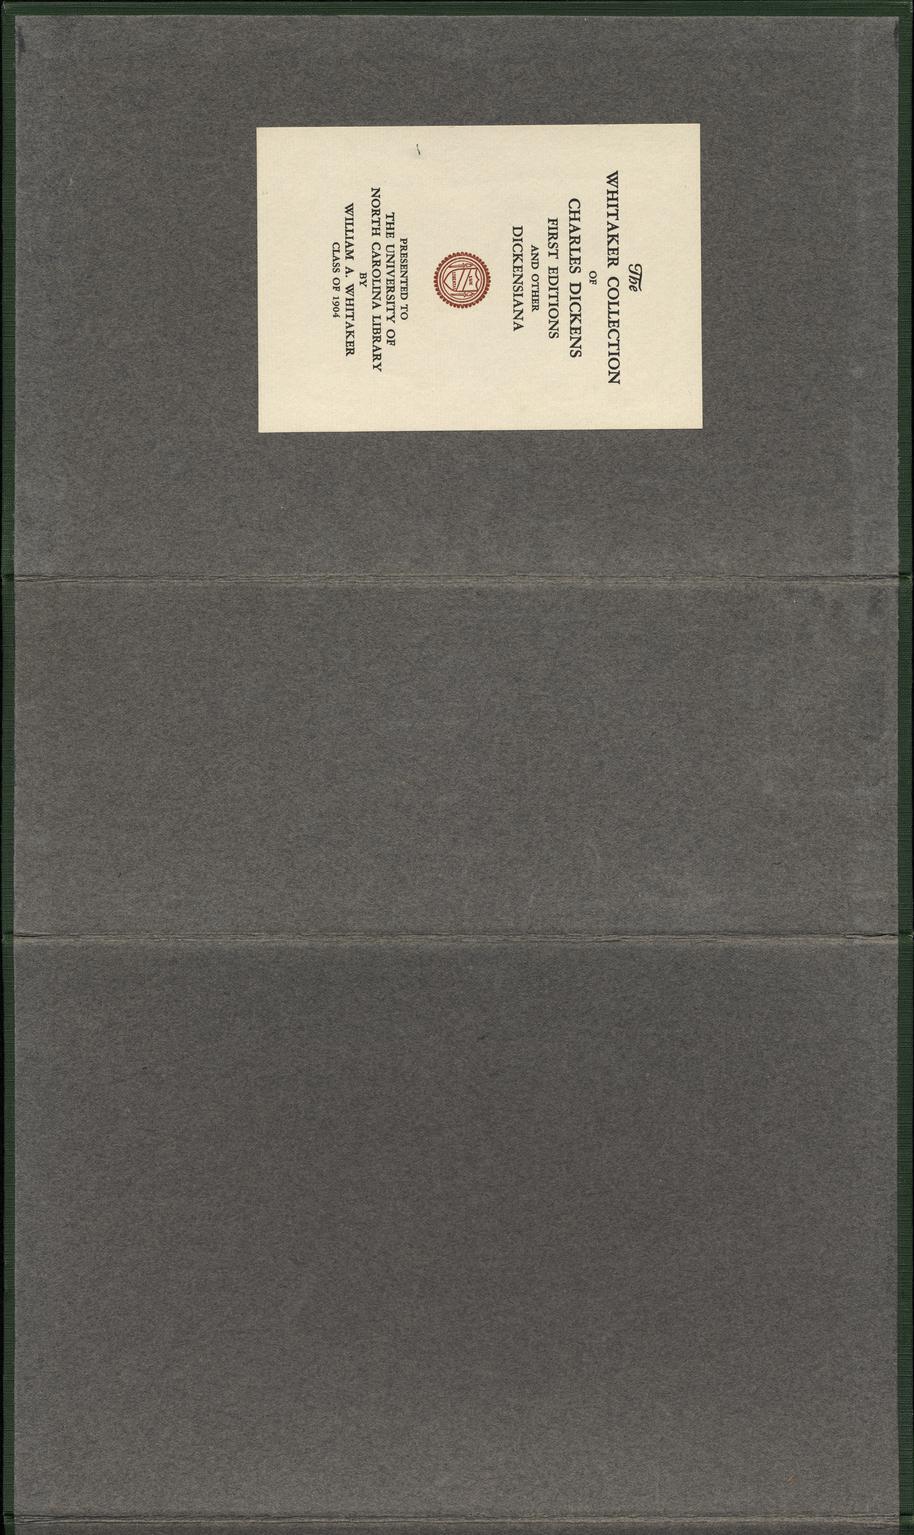 The
WHITAKER COLLECTION
OF
CHARLES DICKENS
FIRST EDITIONS
AND OTHER
DICKENSIANA
PRESENTED TO
THE UNIVERSITY OF
NORTH CAROLINA LIBRARY
BY
WILLIAM A. WHITAKER
CLASS OF 1904